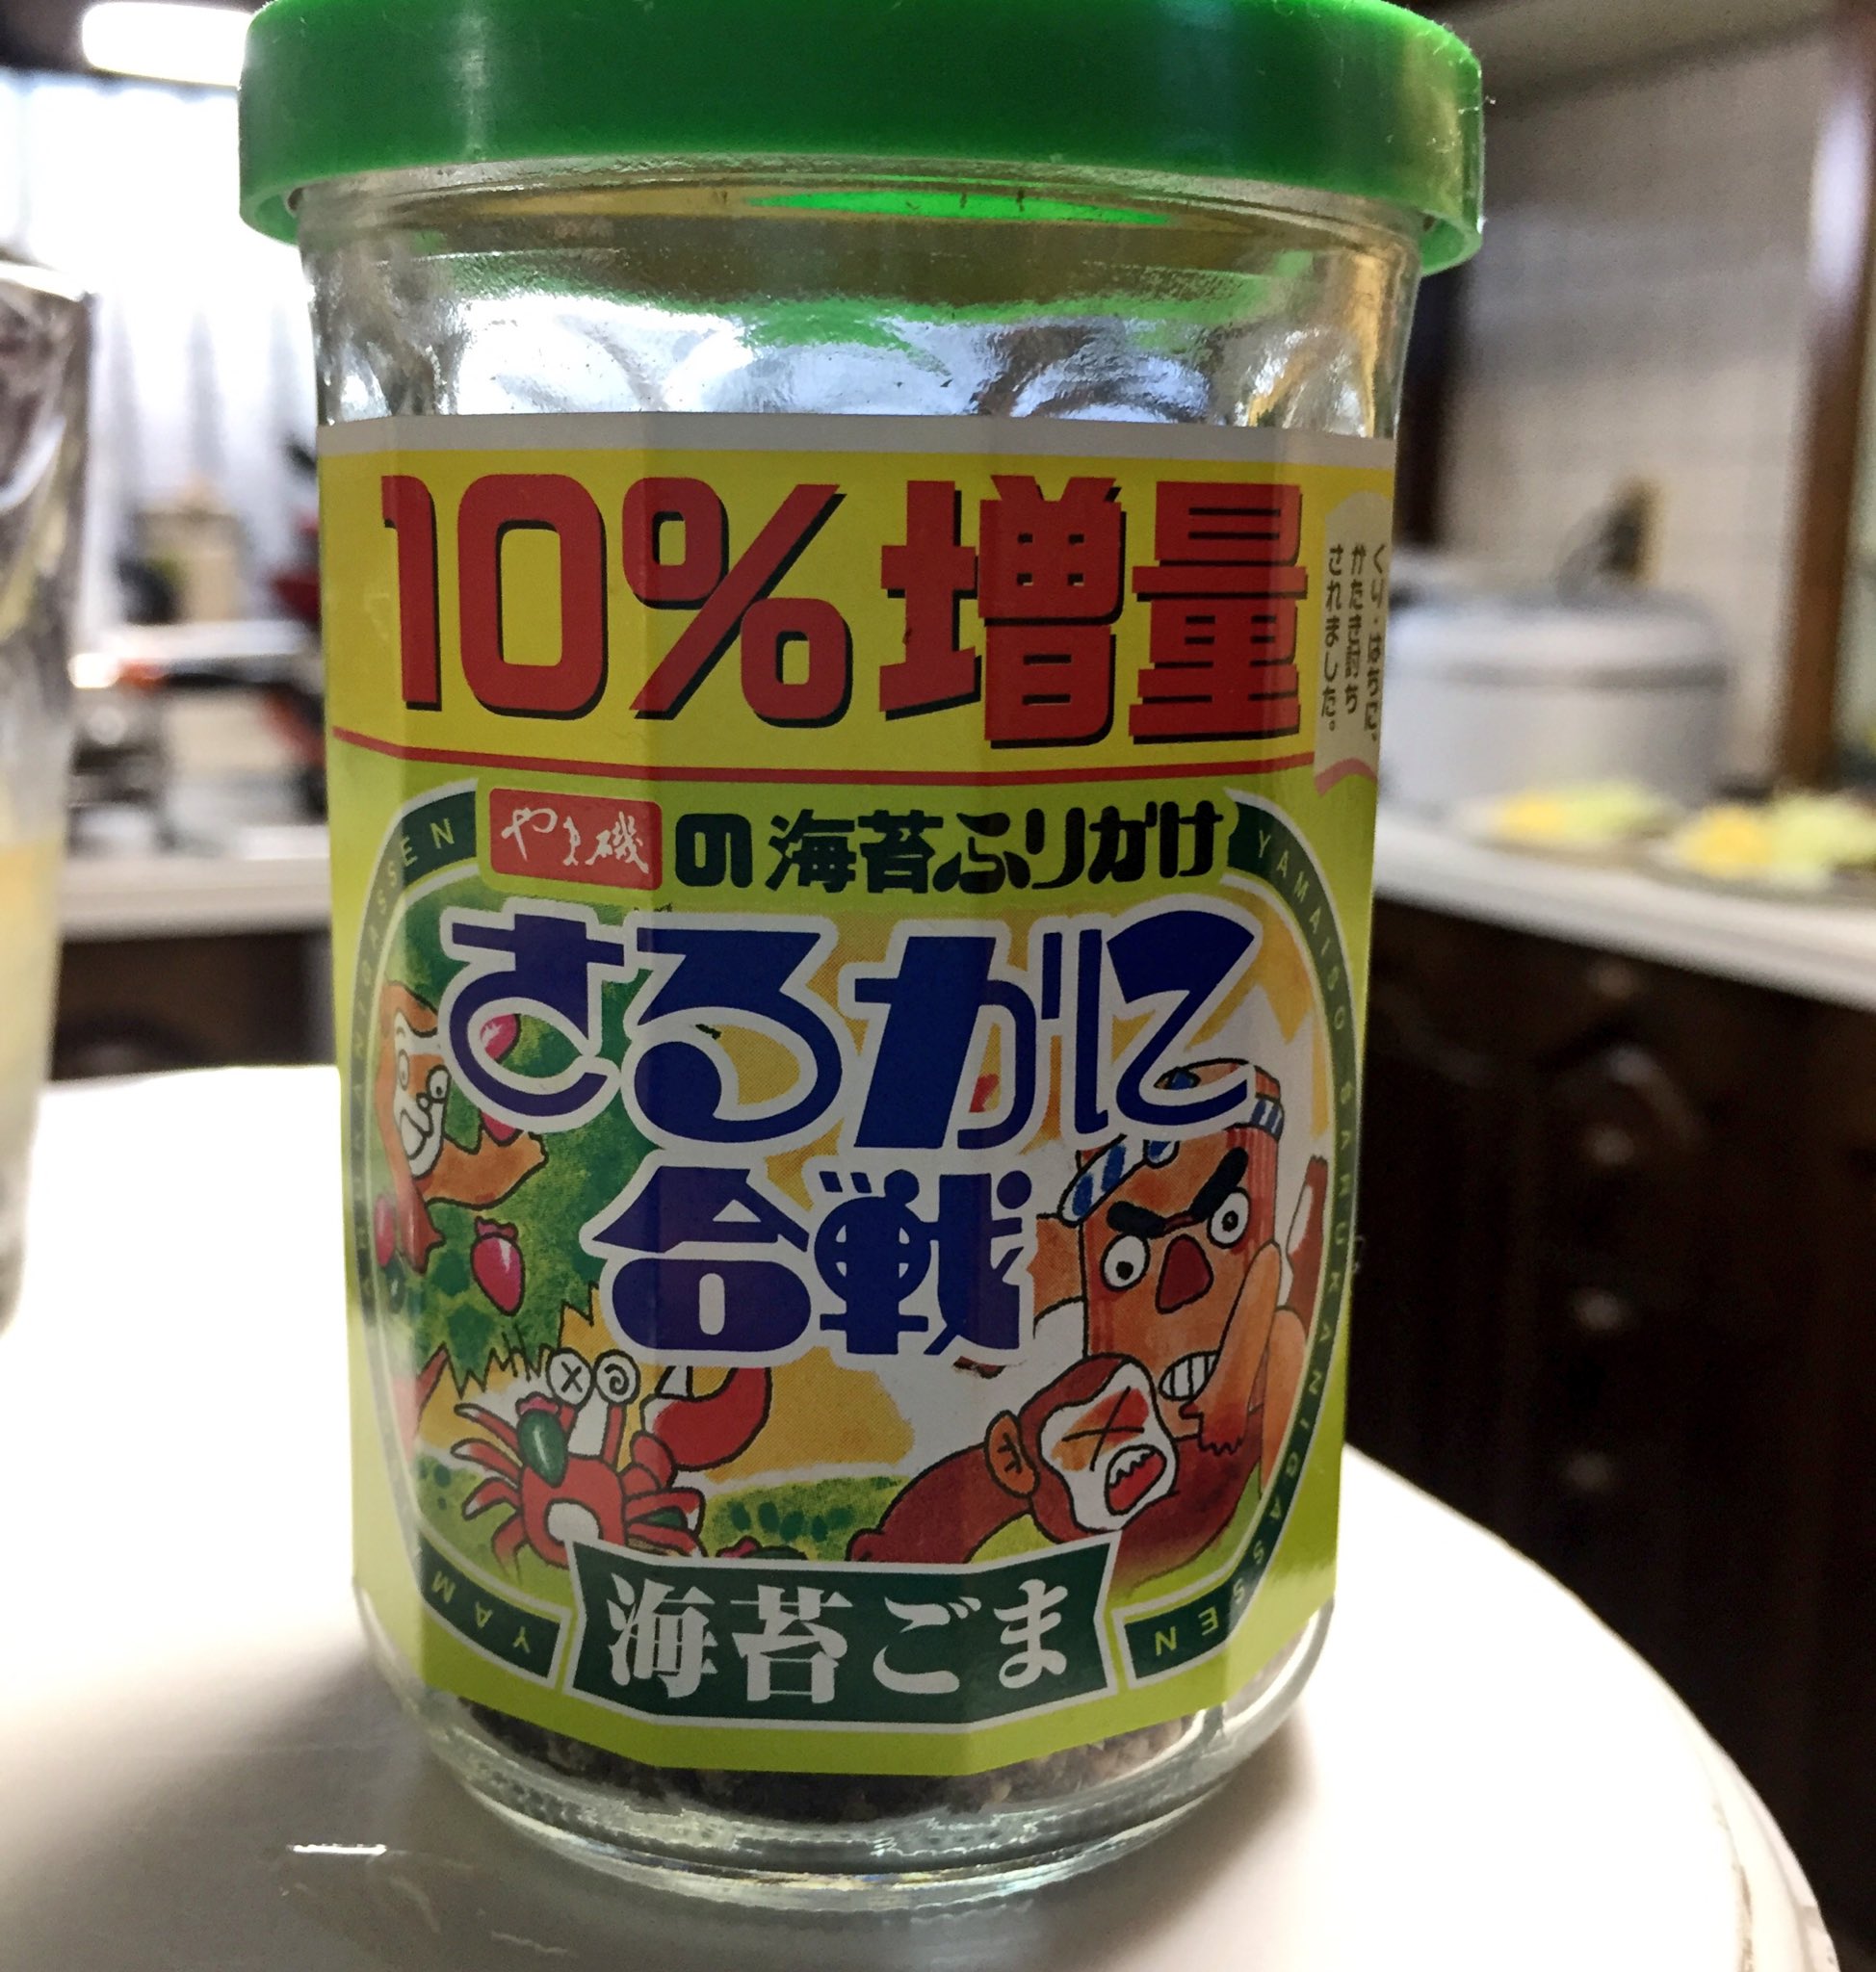 10%増量
くり・はちに、
かたき討ち
されました。
やま磯の海苔ふりかけ
さるかに
合戦
海苔ごま
YAMAISO SARUKANIGASSEN